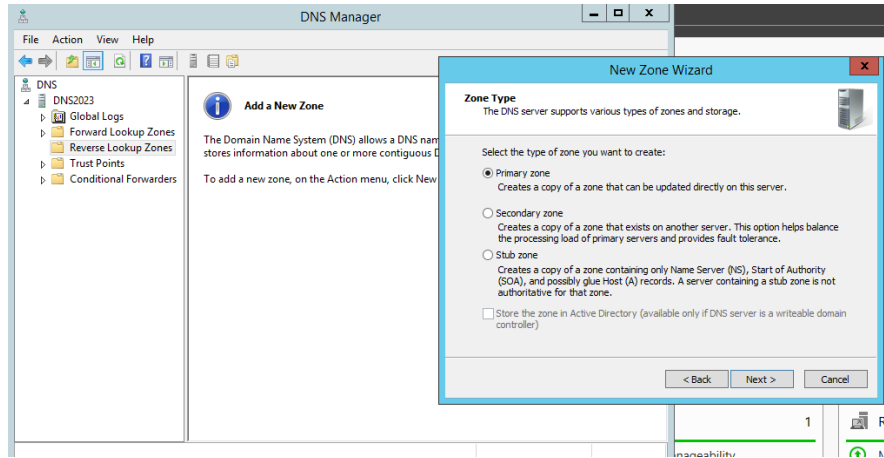 DNS Manager
File Action View Help
DNS
DNS2023
Global Logs
Forward Lookup Zones
Reverse Lookup Zones
Trust Points
Conditional Forwarders
Add a New Zone
The Domain Name System (DNS) allows a DNS
stores information about one or more contiguous
To add a new zone, on the Action menu, click New
New Zone Wizard
Zone Type
The DNS server supports various types of zones and storage.
Select the type of zone you want to create:
Primary zone
Creates a copy of a zone that can be updated directly on this server.
Secondary zone
Creates a copy of a zone that exists on another server. This option helps balance
the processing load of primary servers and provides fault tolerance.
Stub zone
Creates a copy of a zone containing only Name Server (NS), Start of Authority
(SOA), and possibly glue Host (A) records. A server containing a stub zone is not
authoritative for that zone.
Store the zone in Active Directory (available only if DNS server is a writeable domain
controller)
< Back Next > Cancel
1